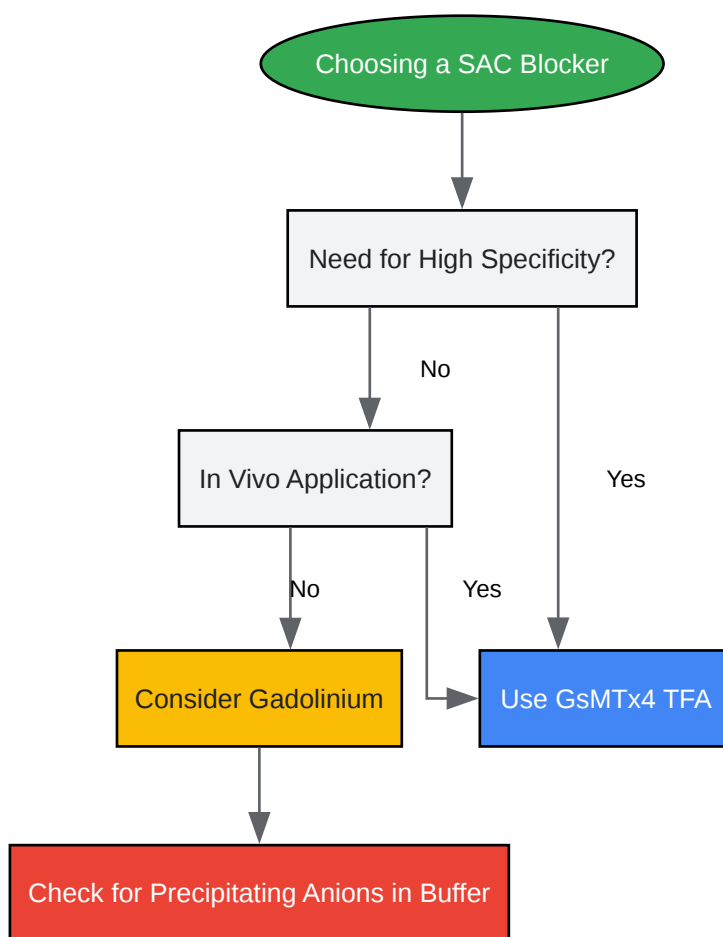 Choosing a SAC Blocker
Need for High Specificity?
No
In Vivo Application?
Yes
No
Yes
Consider Gadolinium
Use GsMTx4 TFA
Check for Precipitating Anions in Buffer